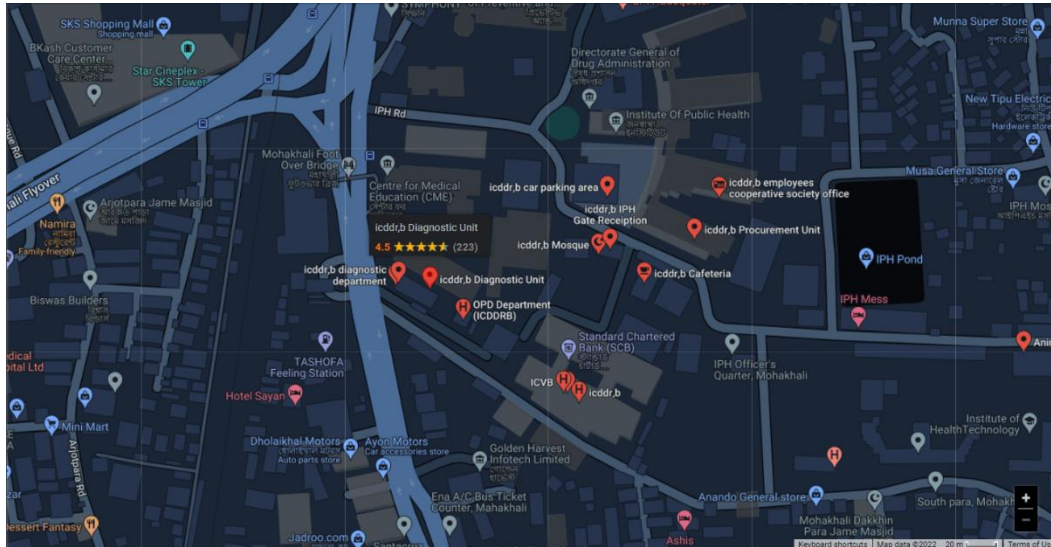 SKS Shopping Mall
Shopping mall
BKash Customer
Care Center...
Star Cineplex -
SKS Tower
Directorate General of
Drug Administration
Institute Of Public Health
Munna Super Store
New Tipu Electric
Hardware store
Musa General Store
IPH Rd
Mohakhali Foot
Over Bridge
Centre for Medical
Education (CME)
icddr,b car parking area
icddr,b employees
cooperative society office
icddr,b IPH
Gate Receiption
icddr,b Procurement Unit
icddr,b Mosque
icddr,b Cafeteria
icddr,b Diagnostic Unit
4.5
(223)
icddr,b diagnostic
department
icddr,b Diagnostic Unit
OPD Department
(ICDDRB)
Arjotpara Jame Masjid
Namira
Family-friendly
Biswas Builders
IPH Pond
IPH Mess
Standard Chartered
Bank (SCB)
ICVB
icddr,b
IPH Officer's
Quarter, Mohakhali
TASHOFA
Feeling Station
Hotel Sayan
Mini Mart
Arjotpara Rd
Dholaikhal Motors
Auto parts store
Ayon Motors
Car accessories store
Golden Harvest
Infotech Limited
Ena A/C Bus Ticket
Counter, Mahakhali
Institute of
HealthTechnology
Anando General store
South para, Mohakh
Mohakhali Dakkhin
Para Jame Masjid
Dessert Fantasy
Jadroo.com
Ashis
Keyboard shortcuts
Map data ©2022
20 m
Terms of Us